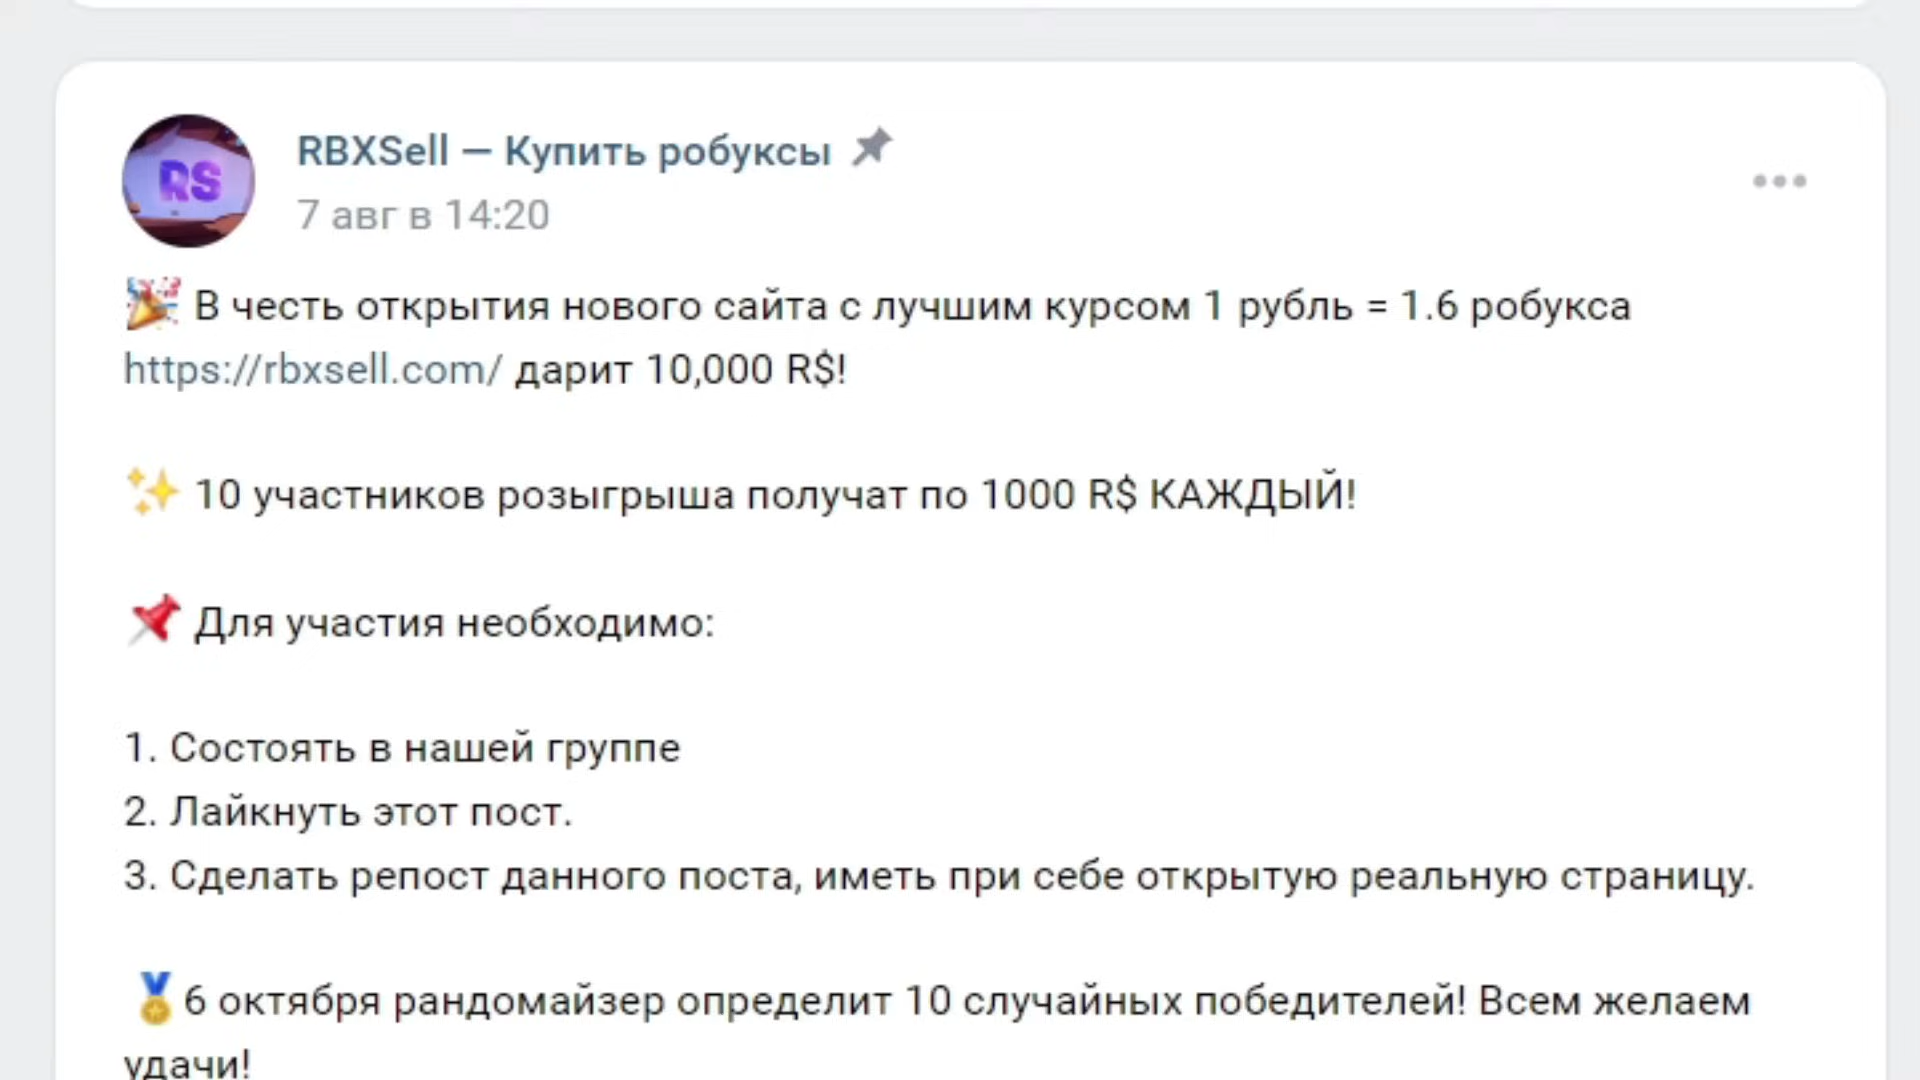 RBXSell — Купить робуксы
7 авг в 14:20
RS
🎉 В честь открытия нового сайта с лучшим курсом 1 рубль = 1.6 робукса
https://rbxsell.com/ дарит 10,000 R$!
✨ 10 участников розыгрыша получат по 1000 R$ КАЖДЫЙ!
📌 Для участия необходимо:
1. Состоять в нашей группе
2. Лайкнуть этот пост.
3. Сделать репост данного поста, иметь при себе открытую реальную страницу.
🏅6 октября рандомайзер определит 10 случайных победителей! Всем желаем
удачи!